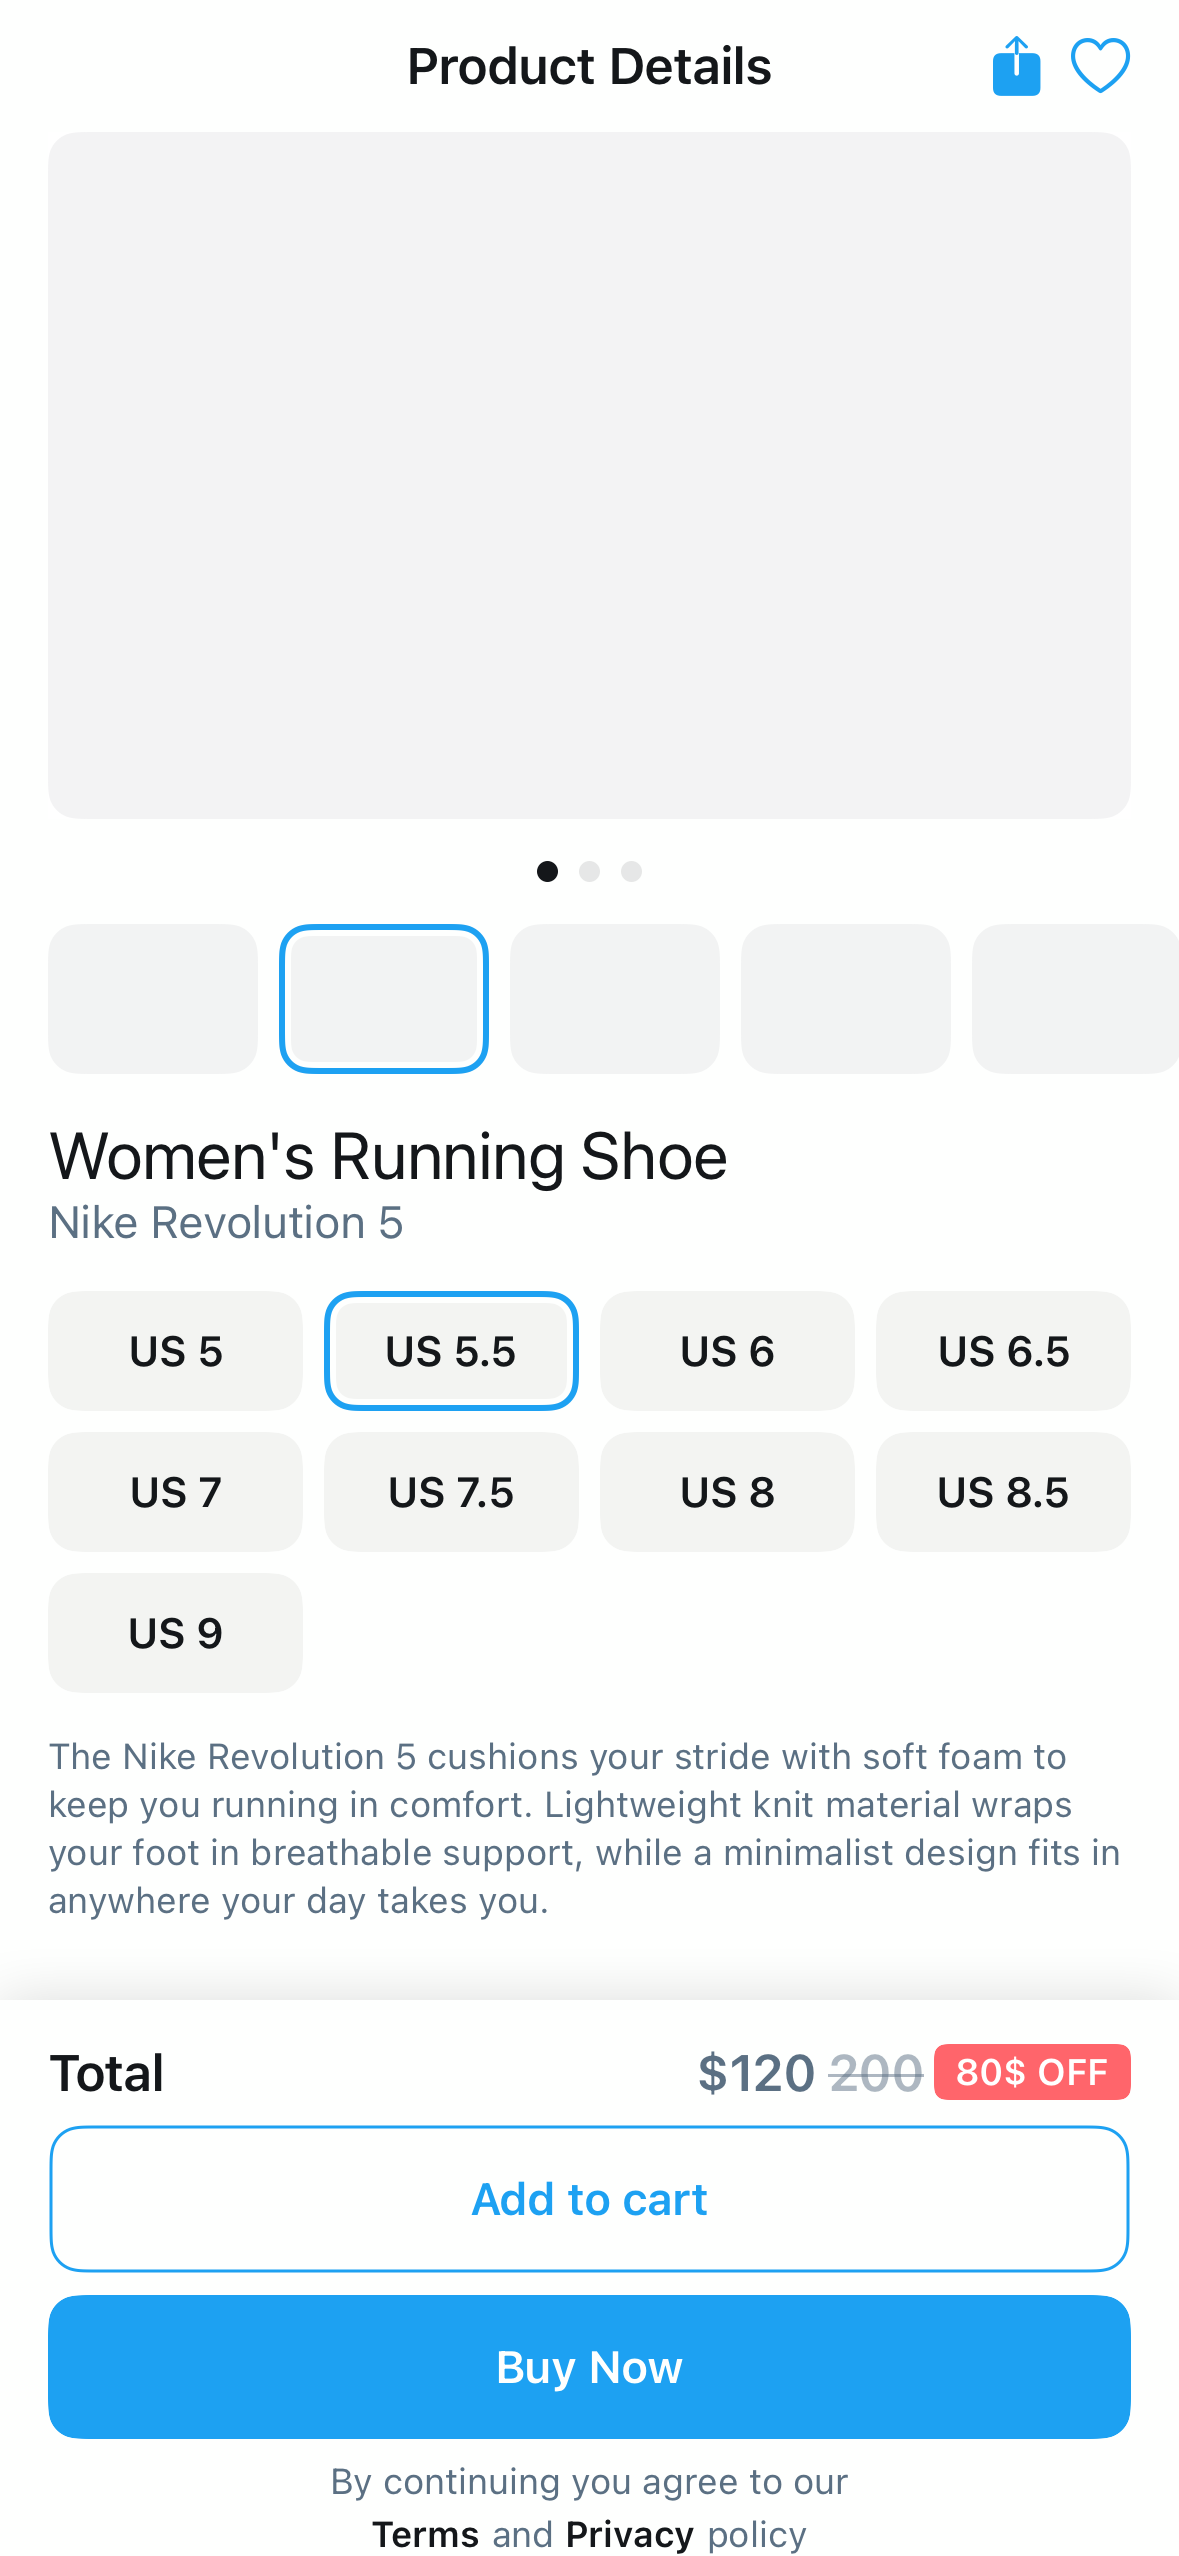 Product Details
Women's Running Shoe
Nike Revolution 5
US 5
US 5.5
US 6
US 6.5
US 7
US 7.5
US 8
US 8.5
US 9
The Nike Revolution 5 cushions your stride with soft foam to
keep you running in comfort. Lightweight knit material wraps
your foot in breathable support, while a minimalist design fits in
anywhere your day takes you.
Total $120 200 80$ OFF
Add to cart
Buy Now
By continuing you agree to our
Terms and Privacy policy